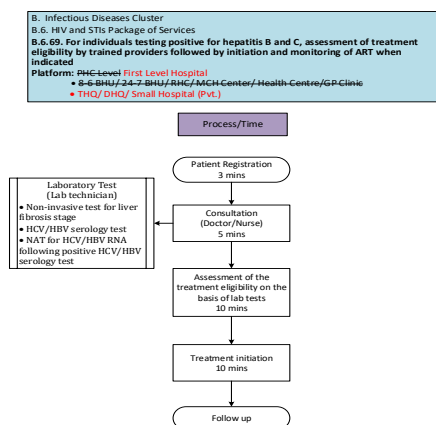 B. Infectious Diseases Cluster
B.6. HIV and STIs Package of Services
B.6.69. For individuals testing positive for hepatitis B and C, assessment of treatment
eligibility by trained providers followed by initiation and monitoring of ART when
indicated
Platform: PHC Level First Level Hospital
• 8-6 BHU/ 24-7 BHU/ RHC/ MCH Center/ Health Centre/GP Clinic
• THQ/ DHQ/ Small Hospital (Pvt.)
Process/Time
Patient Registration
3 mins
Laboratory Test
(Lab technician)
• Non-invasive test for liver
fibrosis stage
• HCV/HBV serology test
• NAT for HCV/HBV RNA
following positive HCV/HBV
serology test
Consultation
(Doctor/Nurse)
5 mins
Assessment of the
treatment eligibility on the
basis of lab tests
10 mins
Treatment initiation
10 mins
Follow up